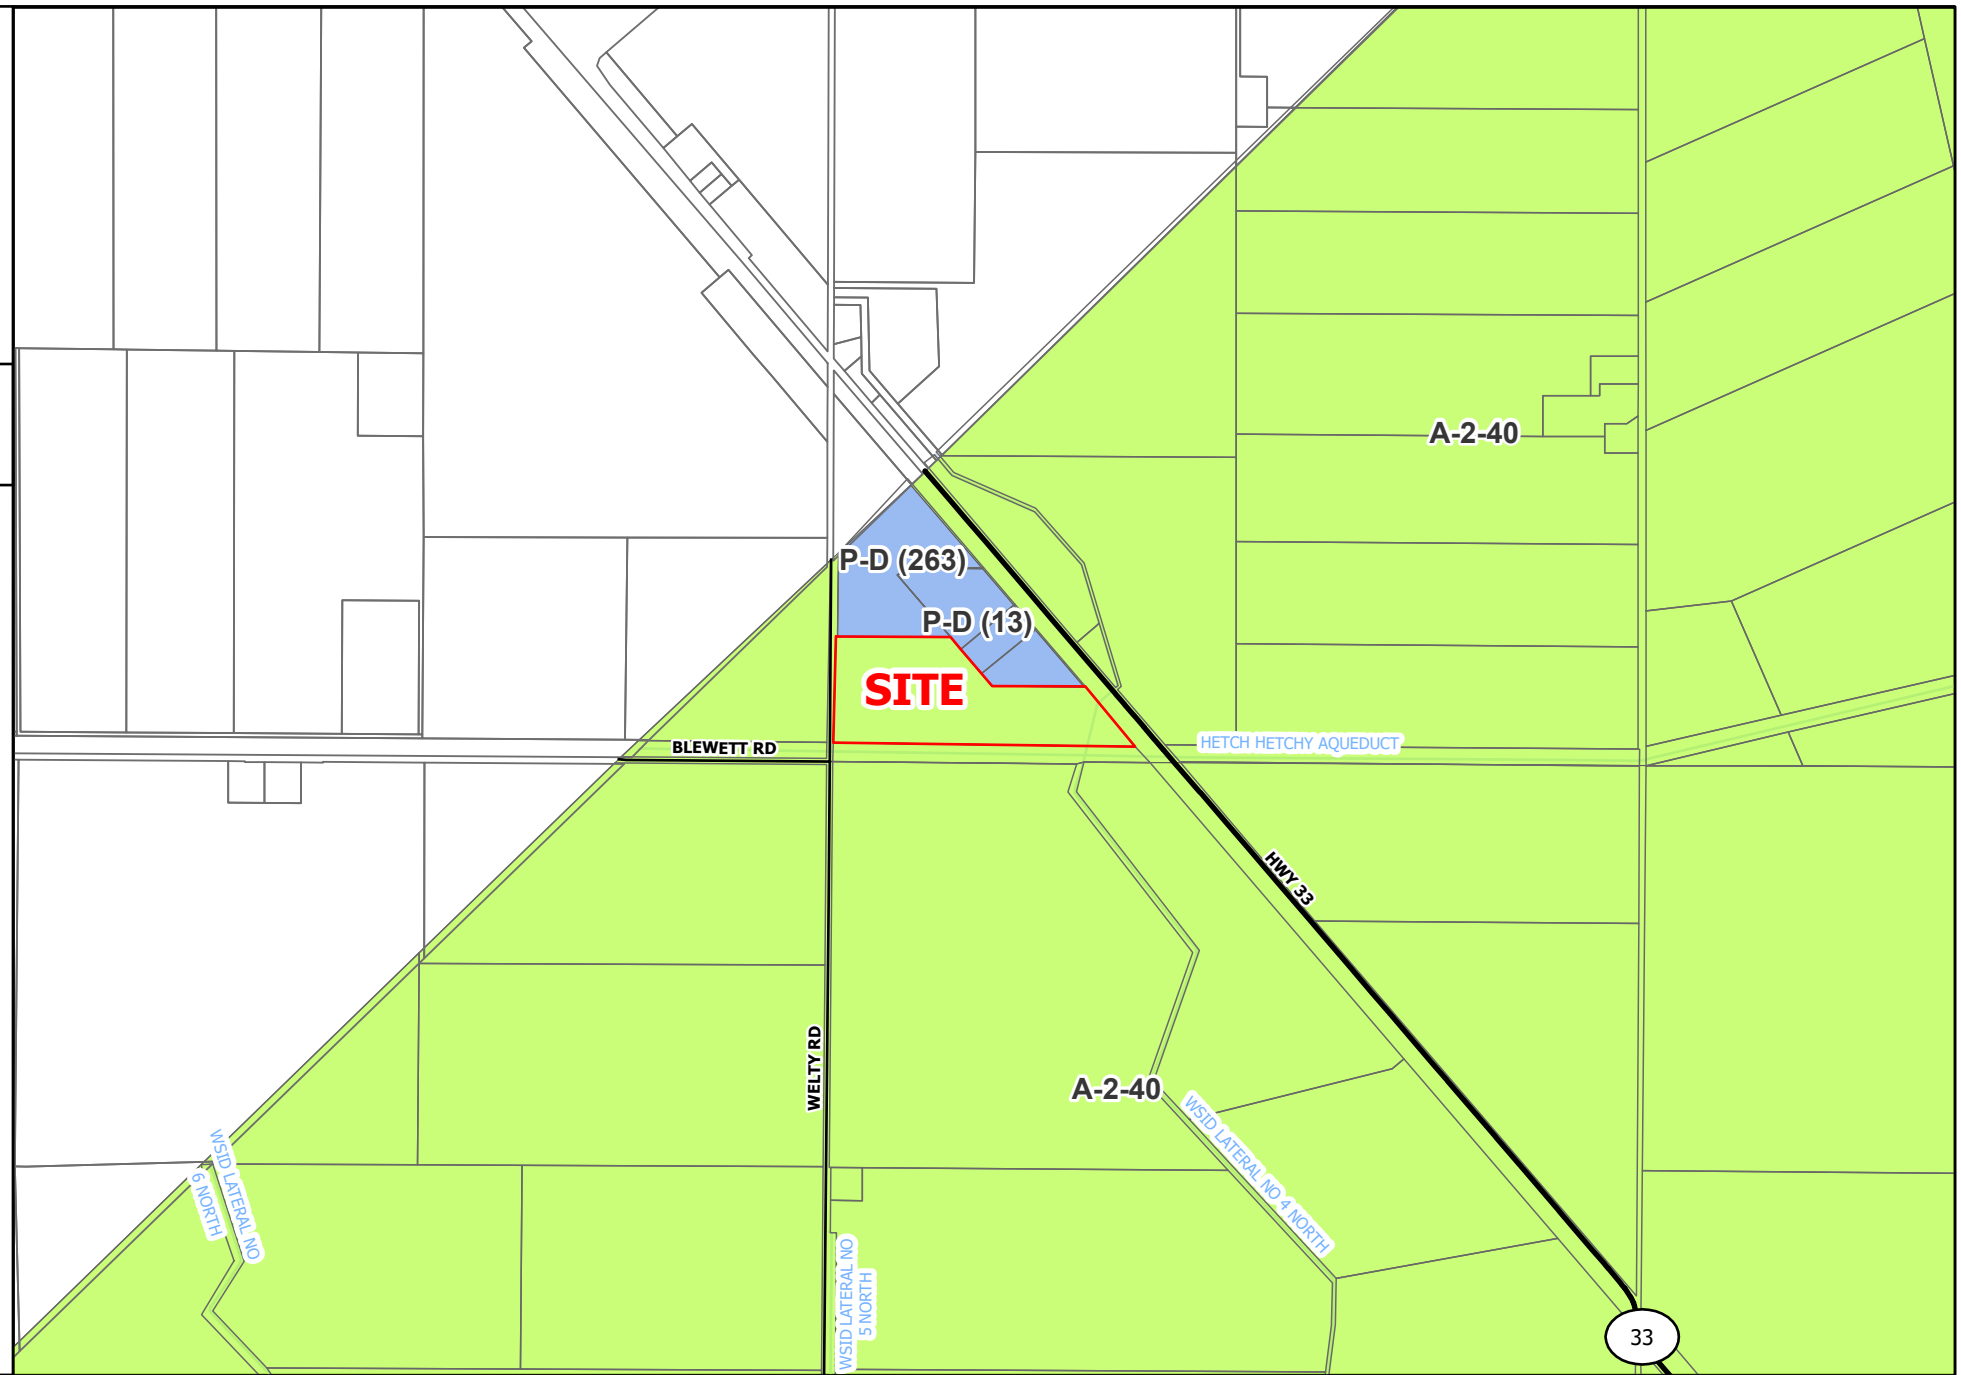 A-2-40
P-D (263)
P-D (13)
SITE
BLEWETT RD
HETCH HETCHY AQUEDUCT
HWY 33
WELTY RD
A-2-40
WSID LATERAL NO 4 NORTH
WSID LATERAL NO
6 NORTH
WSID LATERAL NO
5 NORTH
33